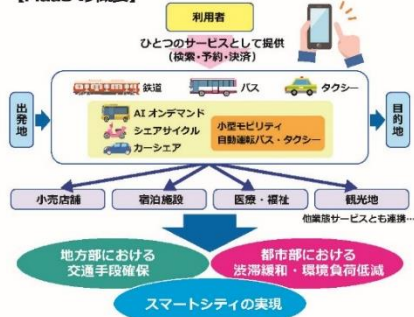 【MaaSの概要】
利用者
ひとつのサービスとして提供
(検索・予約・決済)
鉄道
バス
タクシー
出発地
AI オンデマンド
シェアサイクル
カーシェア
小型モビリティ
自動運転バス・タクシー
目的地
小売店舗
宿泊施設
医療・福祉
観光地
他業態サービスとも連携…
地方部における
交通手段確保
都市部における
渋滞緩和・環境負荷低減
スマートシティの実現